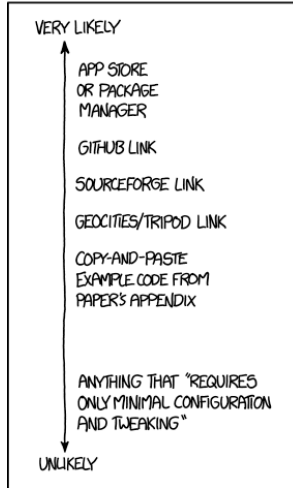 VERY LIKELY
APP STORE
OR PACKAGE
MANAGER
GITHUB LINK
SOURCEFORGE LINK
GEOCITIES/TRIPOD LINK
COPY-AND-PASTE
EXAMPLE CODE FROM
PAPER'S APPENDIX
ANYTHING THAT "REQUIRES
ONLY MINIMAL CONFIGURATION
AND TWEAKING"
UNLIKELY